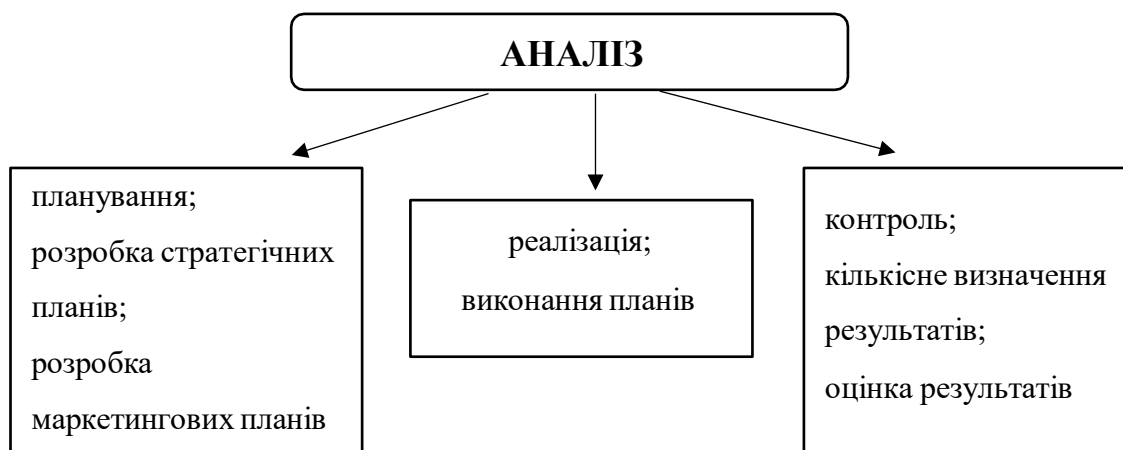 АНАЛІЗ
планування;
розробка стратегічних
планів;
розробка
маркетингових планів
реалізація;
виконання планів
контроль;
кількісне визначення
результатів;
оцінка результатів